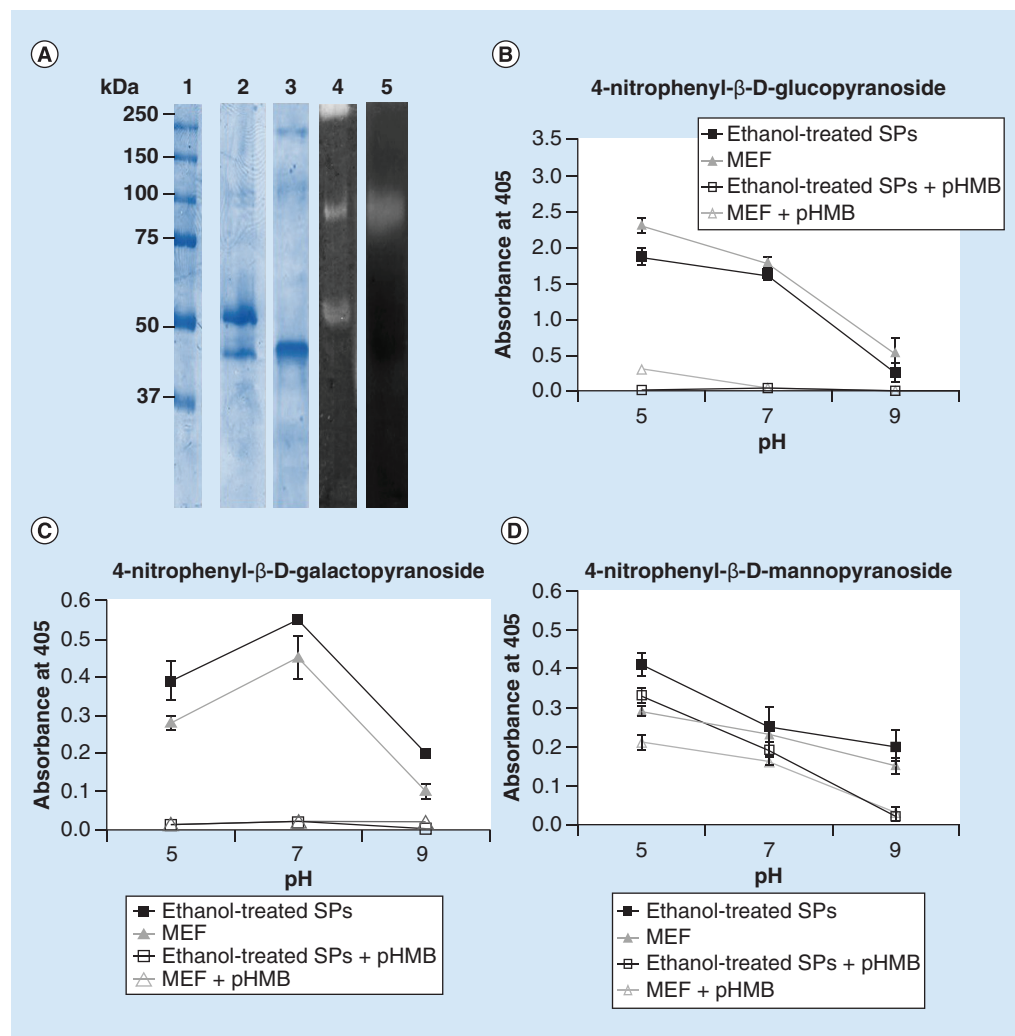 A
kDa 1 2 3 4 5
250
150
100
75
50
37
B
4-nitrophenyl-β-D-glucopyranoside
Ethanol-treated SPs
MEF
Ethanol-treated SPs + pHMB
MEF + pHMB
Absorbance at 405
3.5
3.0
2.5
2.0
1.5
1.0
0.5
0.0
5 7 9
pH
C
4-nitrophenyl-β-D-galactopyranoside
Absorbance at 405
0.6
0.5
0.4
0.3
0.2
0.1
0.0
5 7 9
pH
Ethanol-treated SPs
MEF
Ethanol-treated SPs + pHMB
MEF + pHMB
D
4-nitrophenyl-β-D-mannopyranoside
Absorbance at 405
0.6
0.5
0.4
0.3
0.2
0.1
0.0
5 7 9
pH
Ethanol-treated SPs
MEF
Ethanol-treated SPs + pHMB
MEF + pHMB